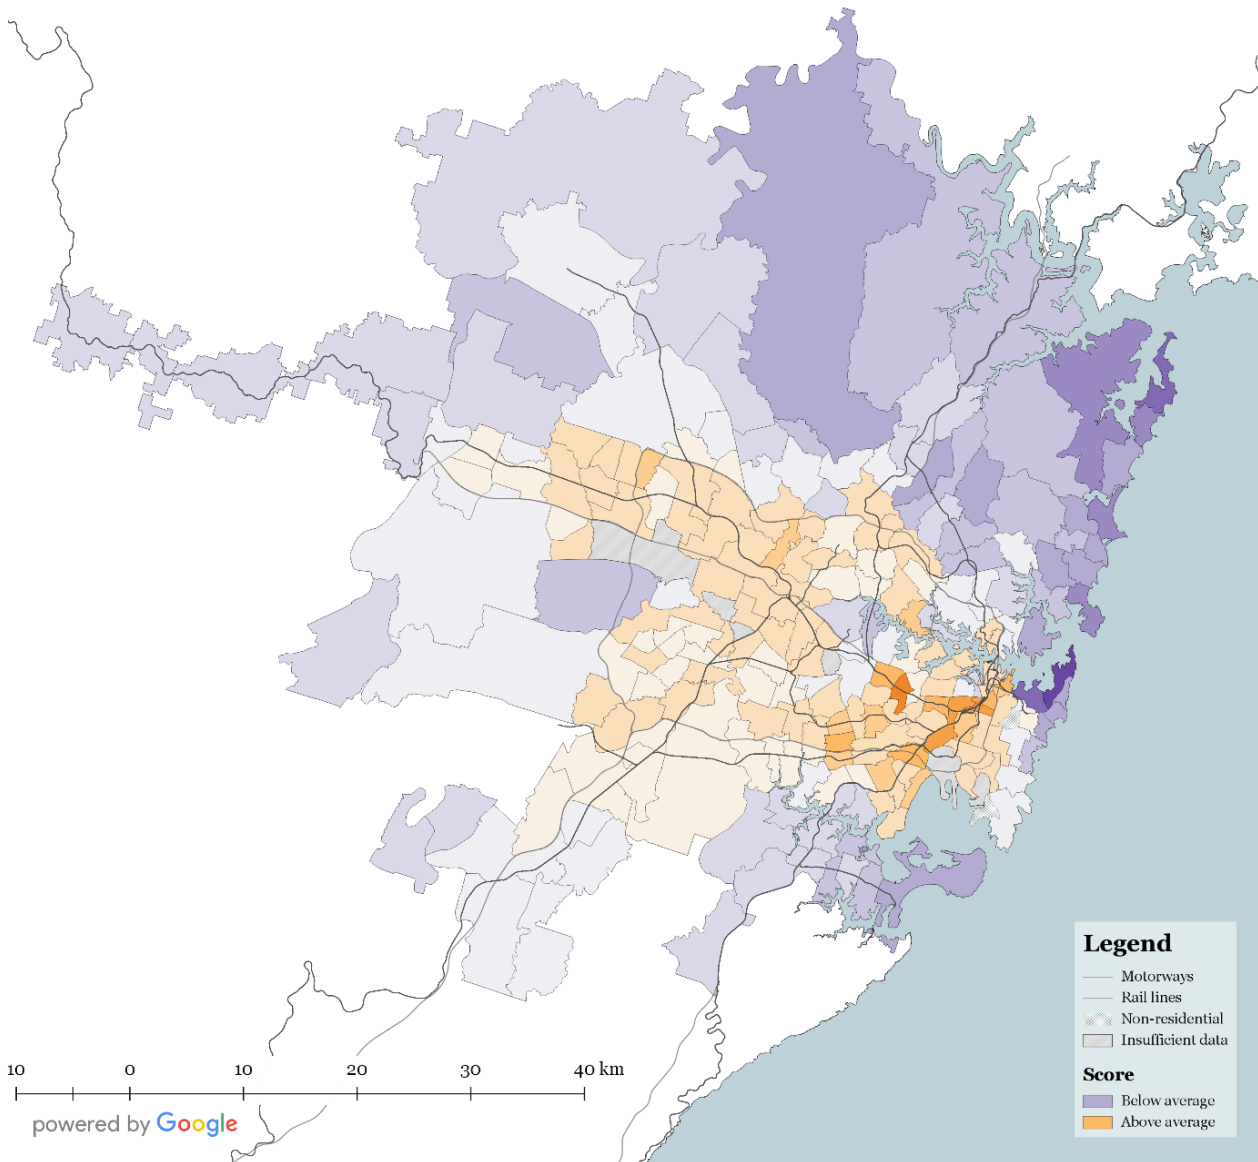 Legend
Motorways
Rail lines
Non-residential
Insufficient data
Score
Below average
Above average
10 0 10 20 30 40 km
powered by Google